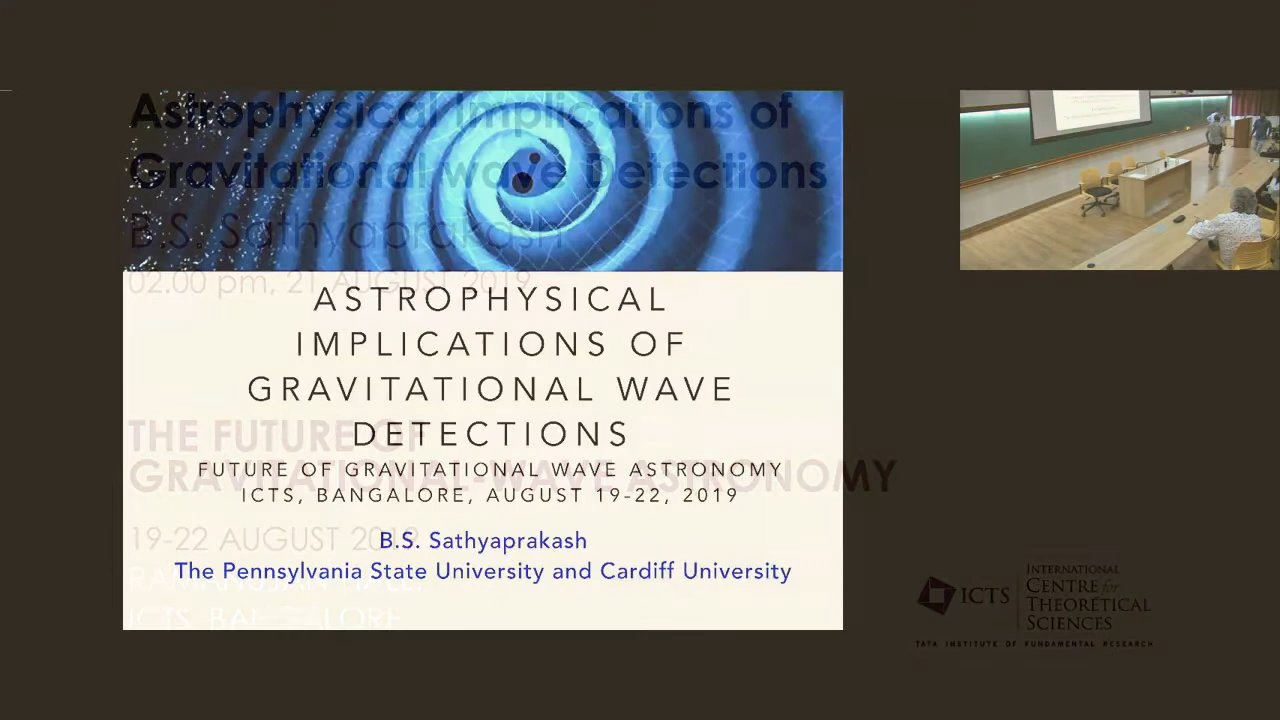 Astrophysical Implications of
Gravitational-wave Detections
B.S. Sathyaprakash
02.00 pm, 21 AUGUST 2019
ASTROPHYSICAL
IMPLICATIONS OF
GRAVITATIONAL WAVE
DETECTIONS
THE FUTURE OF
GRAVITATIONAL-WAVE ASTRONOMY
FUTURE OF GRAVITATIONAL WAVE ASTRONOMY
ICTS, BANGALORE, AUGUST 19-22, 2019
19-22 AUGUST 2019
B.S. Sathyaprakash
The Pennsylvania State University and Cardiff University
ICTS, BANGALORE
ICTS
INTERNATIONAL
CENTRE for
THEORETICAL
SCIENCES
TATA INSTITUTE OF FUNDAMENTAL RESEARCH